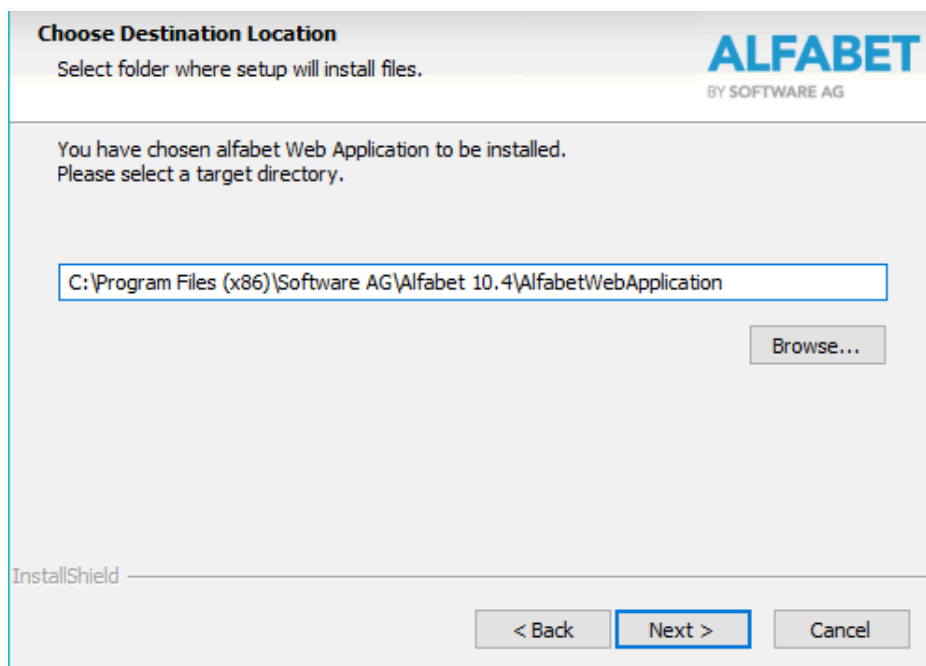 Choose Destination Location
Select folder where setup will install files.
ALFABET
BY SOFTWARE AG
You have chosen alfabet Web Application to be installed.
Please select a target directory.
C:\Program Files (x86)\Software AG\Alfabet 10.4\AlfabetWebApplication
Browse...
InstallShield
< Back
Next >
Cancel